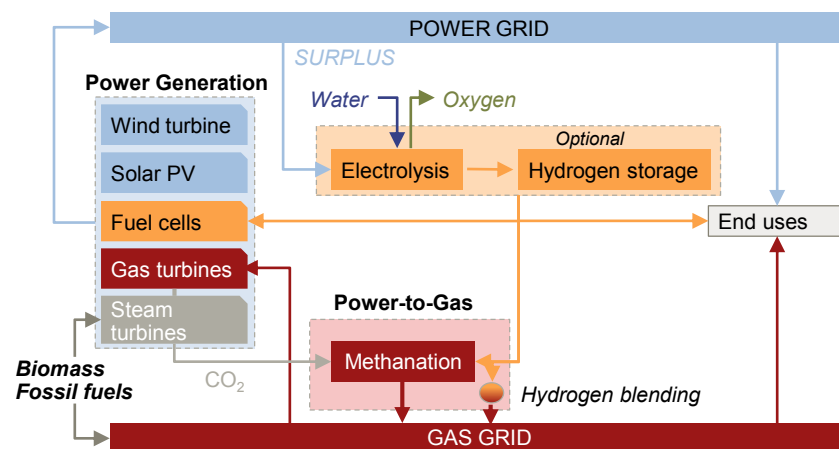 POWER GRID
SURPLUS
Power Generation
Water
Oxygen
Wind turbine
Optional
Solar PV
Electrolysis
Hydrogen storage
Fuel cells
End uses
Gas turbines
Power-to-Gas
Steam
turbines
Methanation
Biomass
Fossil fuels
CO2
Hydrogen blending
GAS GRID